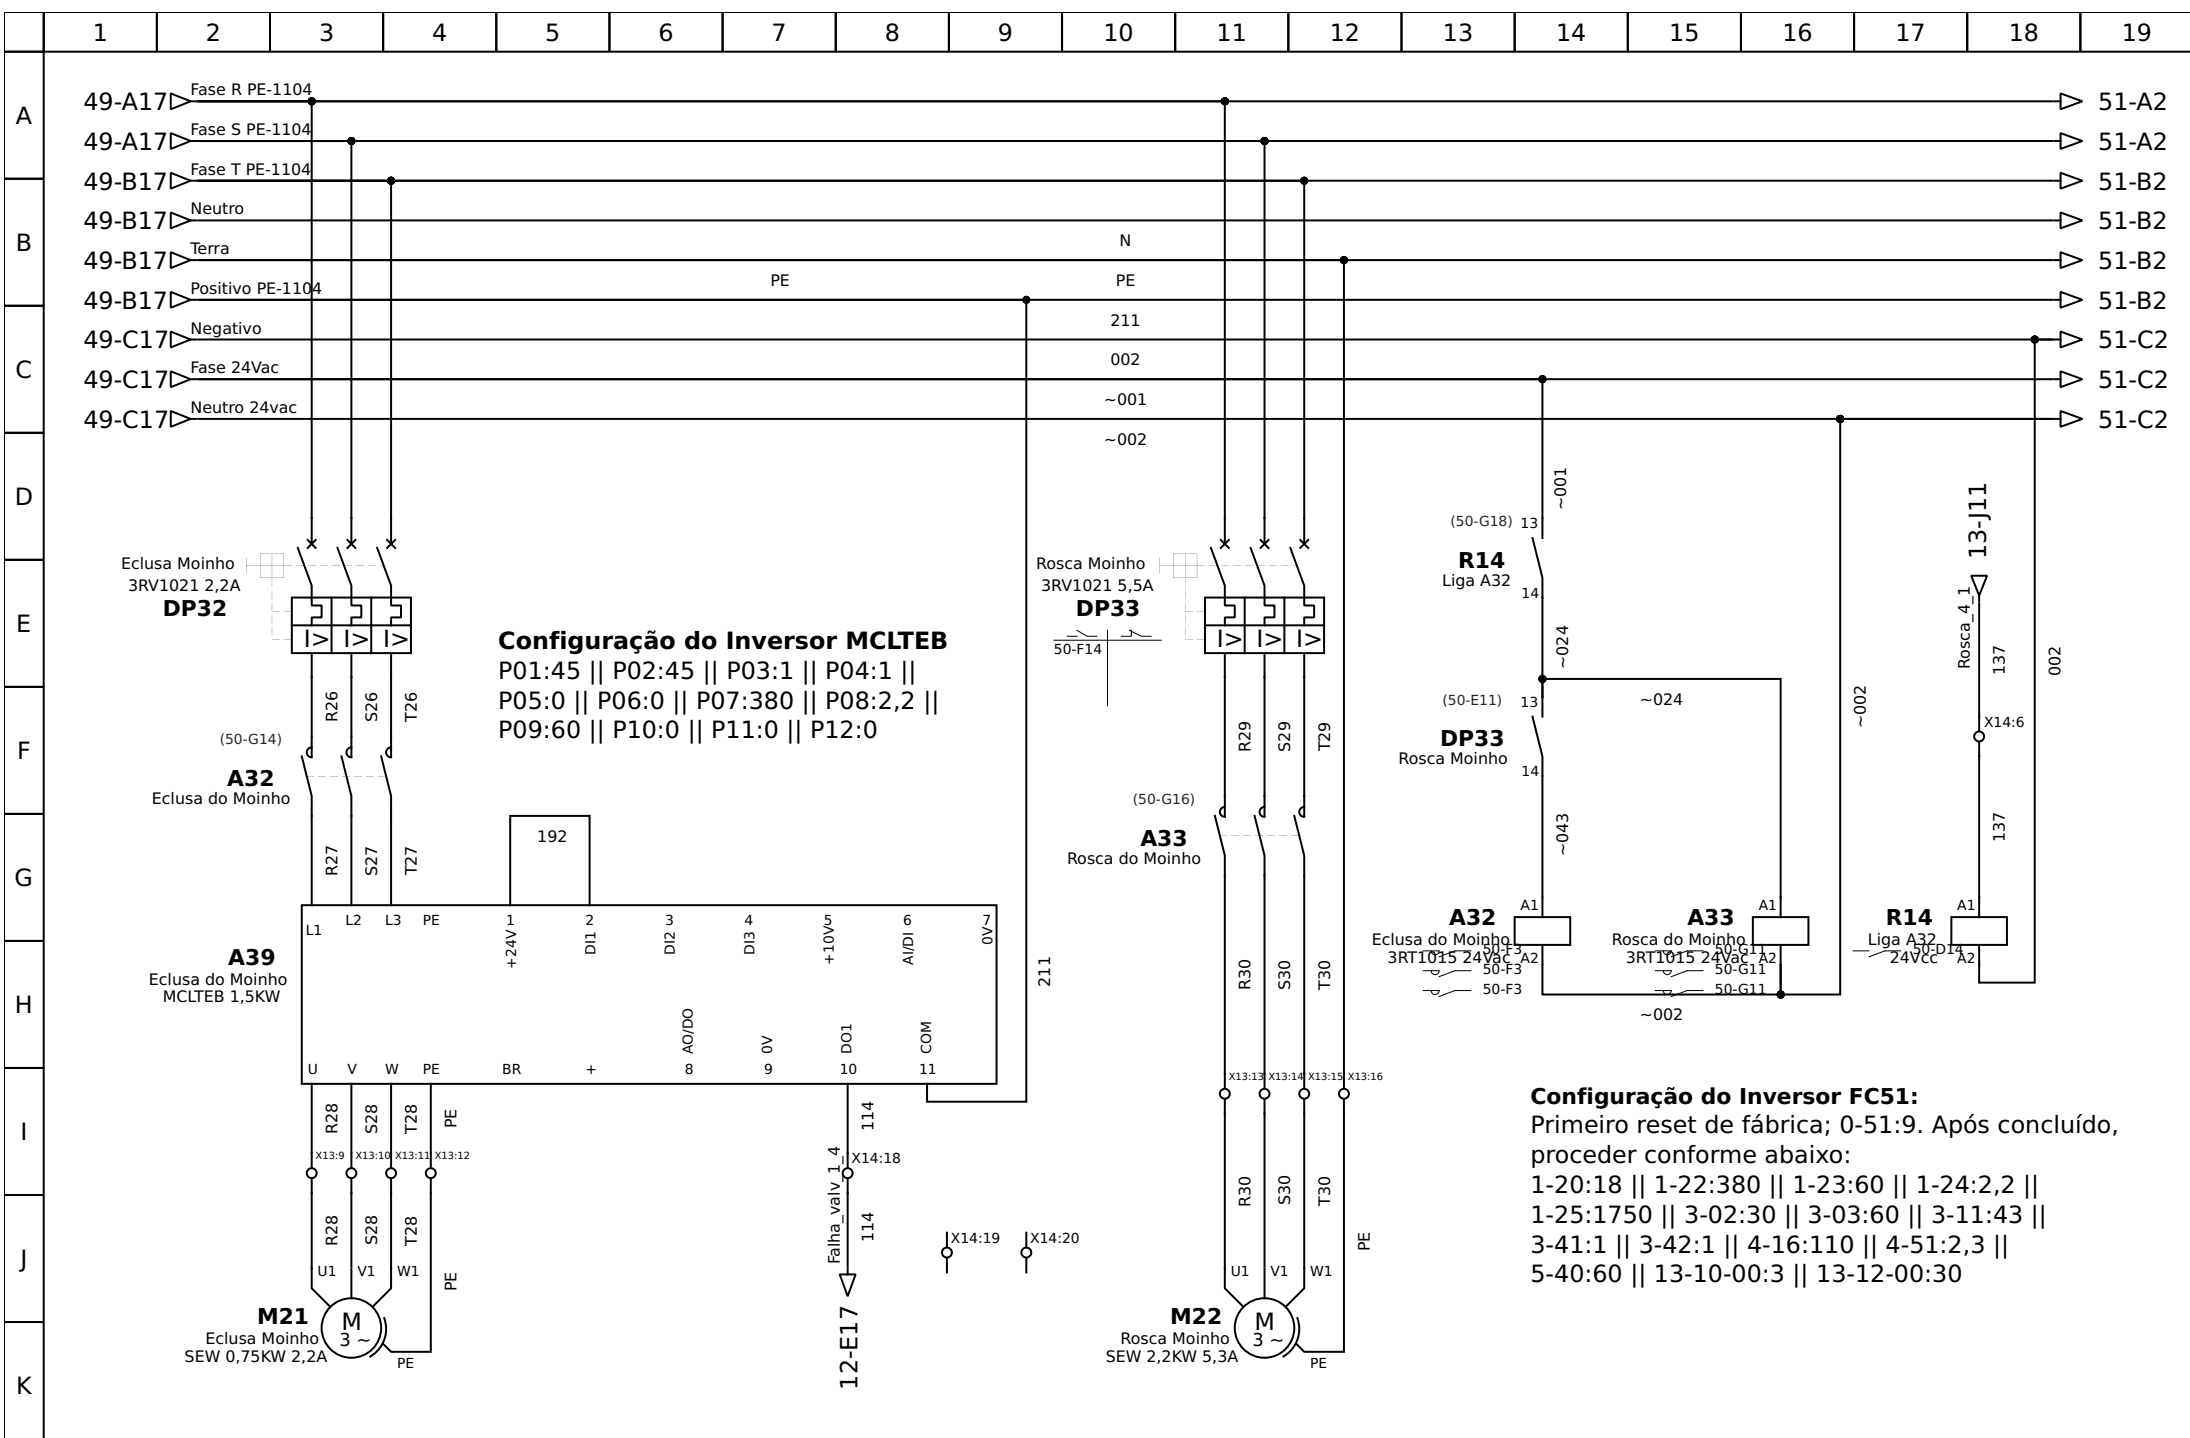 1 2 3 4 5 6 7 8 9 10 11 12 13 14 15 16 17 18 19
A
B
C
D
E
F
G
H
I
J
K
49-A17 Fase R PE-1104 51-A2
49-A17 Fase S PE-1104 51-A2
49-B17 Fase T PE-1104 51-B2
49-B17 Neutro 51-B2
N
49-B17 Terra 51-B2
PE PE
49-B17 Positivo PE-1104 51-B2
211
49-C17 Negativo 51-C2
002
49-C17 Fase 24Vac 51-C2
~001
49-C17 Neutro 24vac 51-C2
~002
Eclusa Moinho
3RV1021 2,2A
DP32
I> I> I>
R26 S26 T26
(50-G14)
A32
Eclusa do Moinho
R27 S27 T27
Configuração do Inversor MCLTEB
P01:45 || P02:45 || P03:1 || P04:1 ||
P05:0 || P06:0 || P07:380 || P08:2,2 ||
P09:60 || P10:0 || P11:0 || P12:0
192
A39
Eclusa do Moinho
MCLTEB 1,5KW
L1 L2 L3 PE 1 2 3 4 5 6 7
+24V DI1 DI2 DI3 +10V AI/DI 0V
AO/DO 0V DO1 COM
U V W PE BR + 8 9 10 11
211
R28 S28 T28 PE
X13:9 X13:10 X13:11 X13:12
R28 S28 T28 PE
U1 V1 W1
M21
Eclusa Moinho
SEW 0,75KW 2,2A
M
3 ~
PE
114
X14:18
Falha_valv_1_4
114
12-E17
X14:19 X14:20
Rosca Moinho
3RV1021 5,5A
DP33
50-F14
I> I> I>
R29 S29 T29
(50-G16)
A33
Rosca do Moinho
R30 S30 T30
X13:13 X13:14 X13:15 X13:16
R30 S30 T30 PE
U1 V1 W1
M22
Rosca Moinho
SEW 2,2KW 5,3A
M
3 ~
PE
~001
(50-G18) 13
R14
Liga A32
14
~024
~024
(50-E11) 13
DP33
Rosca Moinho
14
~043
~002
A32 A1
Eclusa do Moinho
3RT1015 24Vac A2
50-F3
50-F3
50-F3
A33 A1
Rosca do Moinho
3RT1015 24Vac A2
50-G11
50-G11
50-G11
~002
13-J11
Rosca_4_1
137
002
X14:6
137
R14 A1
Liga A32
24Vcc A2
50-D14
Configuração do Inversor FC51:
Primeiro reset de fábrica; 0-51:9. Após concluído,
proceder conforme abaixo:
1-20:18 || 1-22:380 || 1-23:60 || 1-24:2,2 ||
1-25:1750 || 3-02:30 || 3-03:60 || 3-11:43 ||
3-41:1 || 3-42:1 || 4-16:110 || 4-51:2,3 ||
5-40:60 || 13-10-00:3 || 13-12-00:30